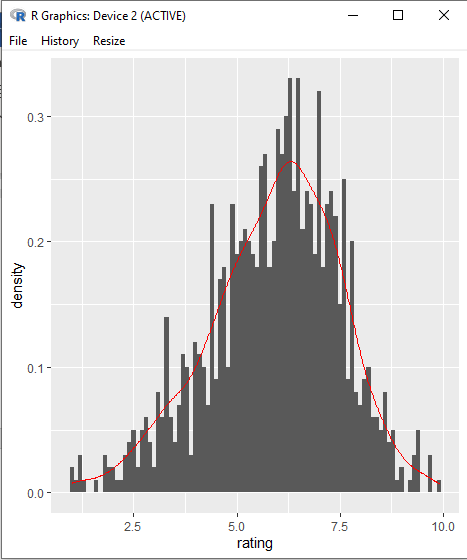 R Graphics: Device 2 (ACTIVE)
File History Resize
0.3
0.2
0.1
0.0
density
2.5 5.0 7.5 10.0
rating